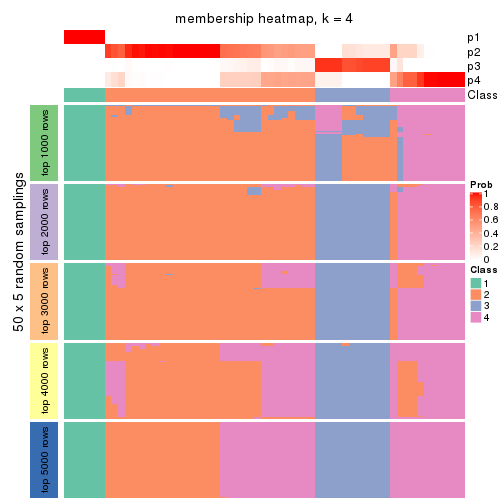 membership heatmap, k = 4
p1
p2
p3
p4
Class
50 x 5 random samplings
top 1000 rows
top 2000 rows
top 3000 rows
top 4000 rows
top 5000 rows
Prob
1
0.8
0.6
0.4
0.2
0
Class
1
2
3
4